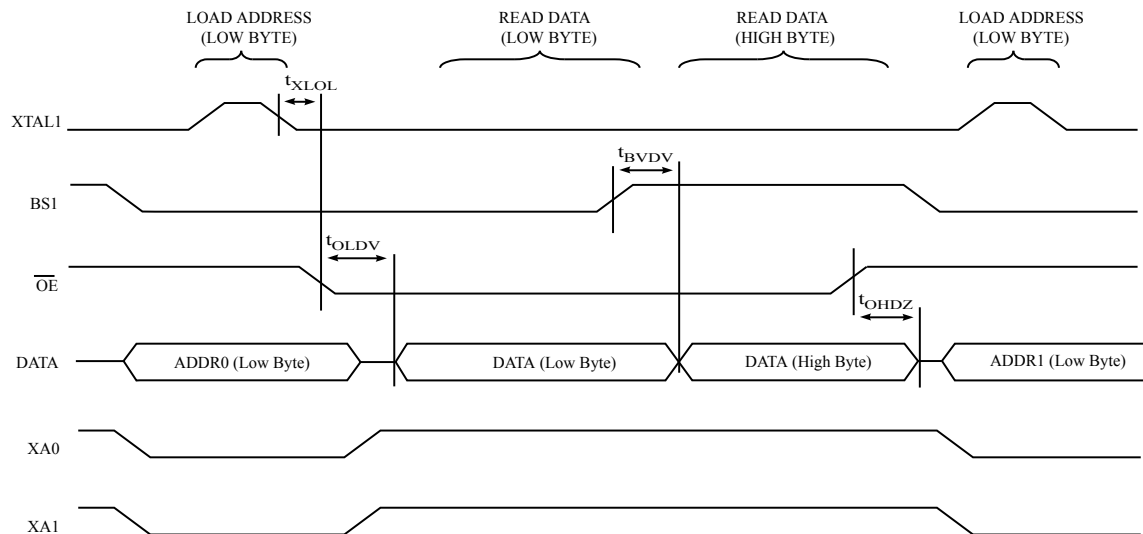 LOAD ADDRESS
(LOW BYTE)
READ DATA
(LOW BYTE)
READ DATA
(HIGH BYTE)
LOAD ADDRESS
(LOW BYTE)
tXLOL
XTAL1
tBVDV
BS1
tOLDV
OE
tOHDZ
DATA
ADDR0 (Low Byte)
DATA (Low Byte)
DATA (High Byte)
ADDR1 (Low Byte)
XA0
XA1